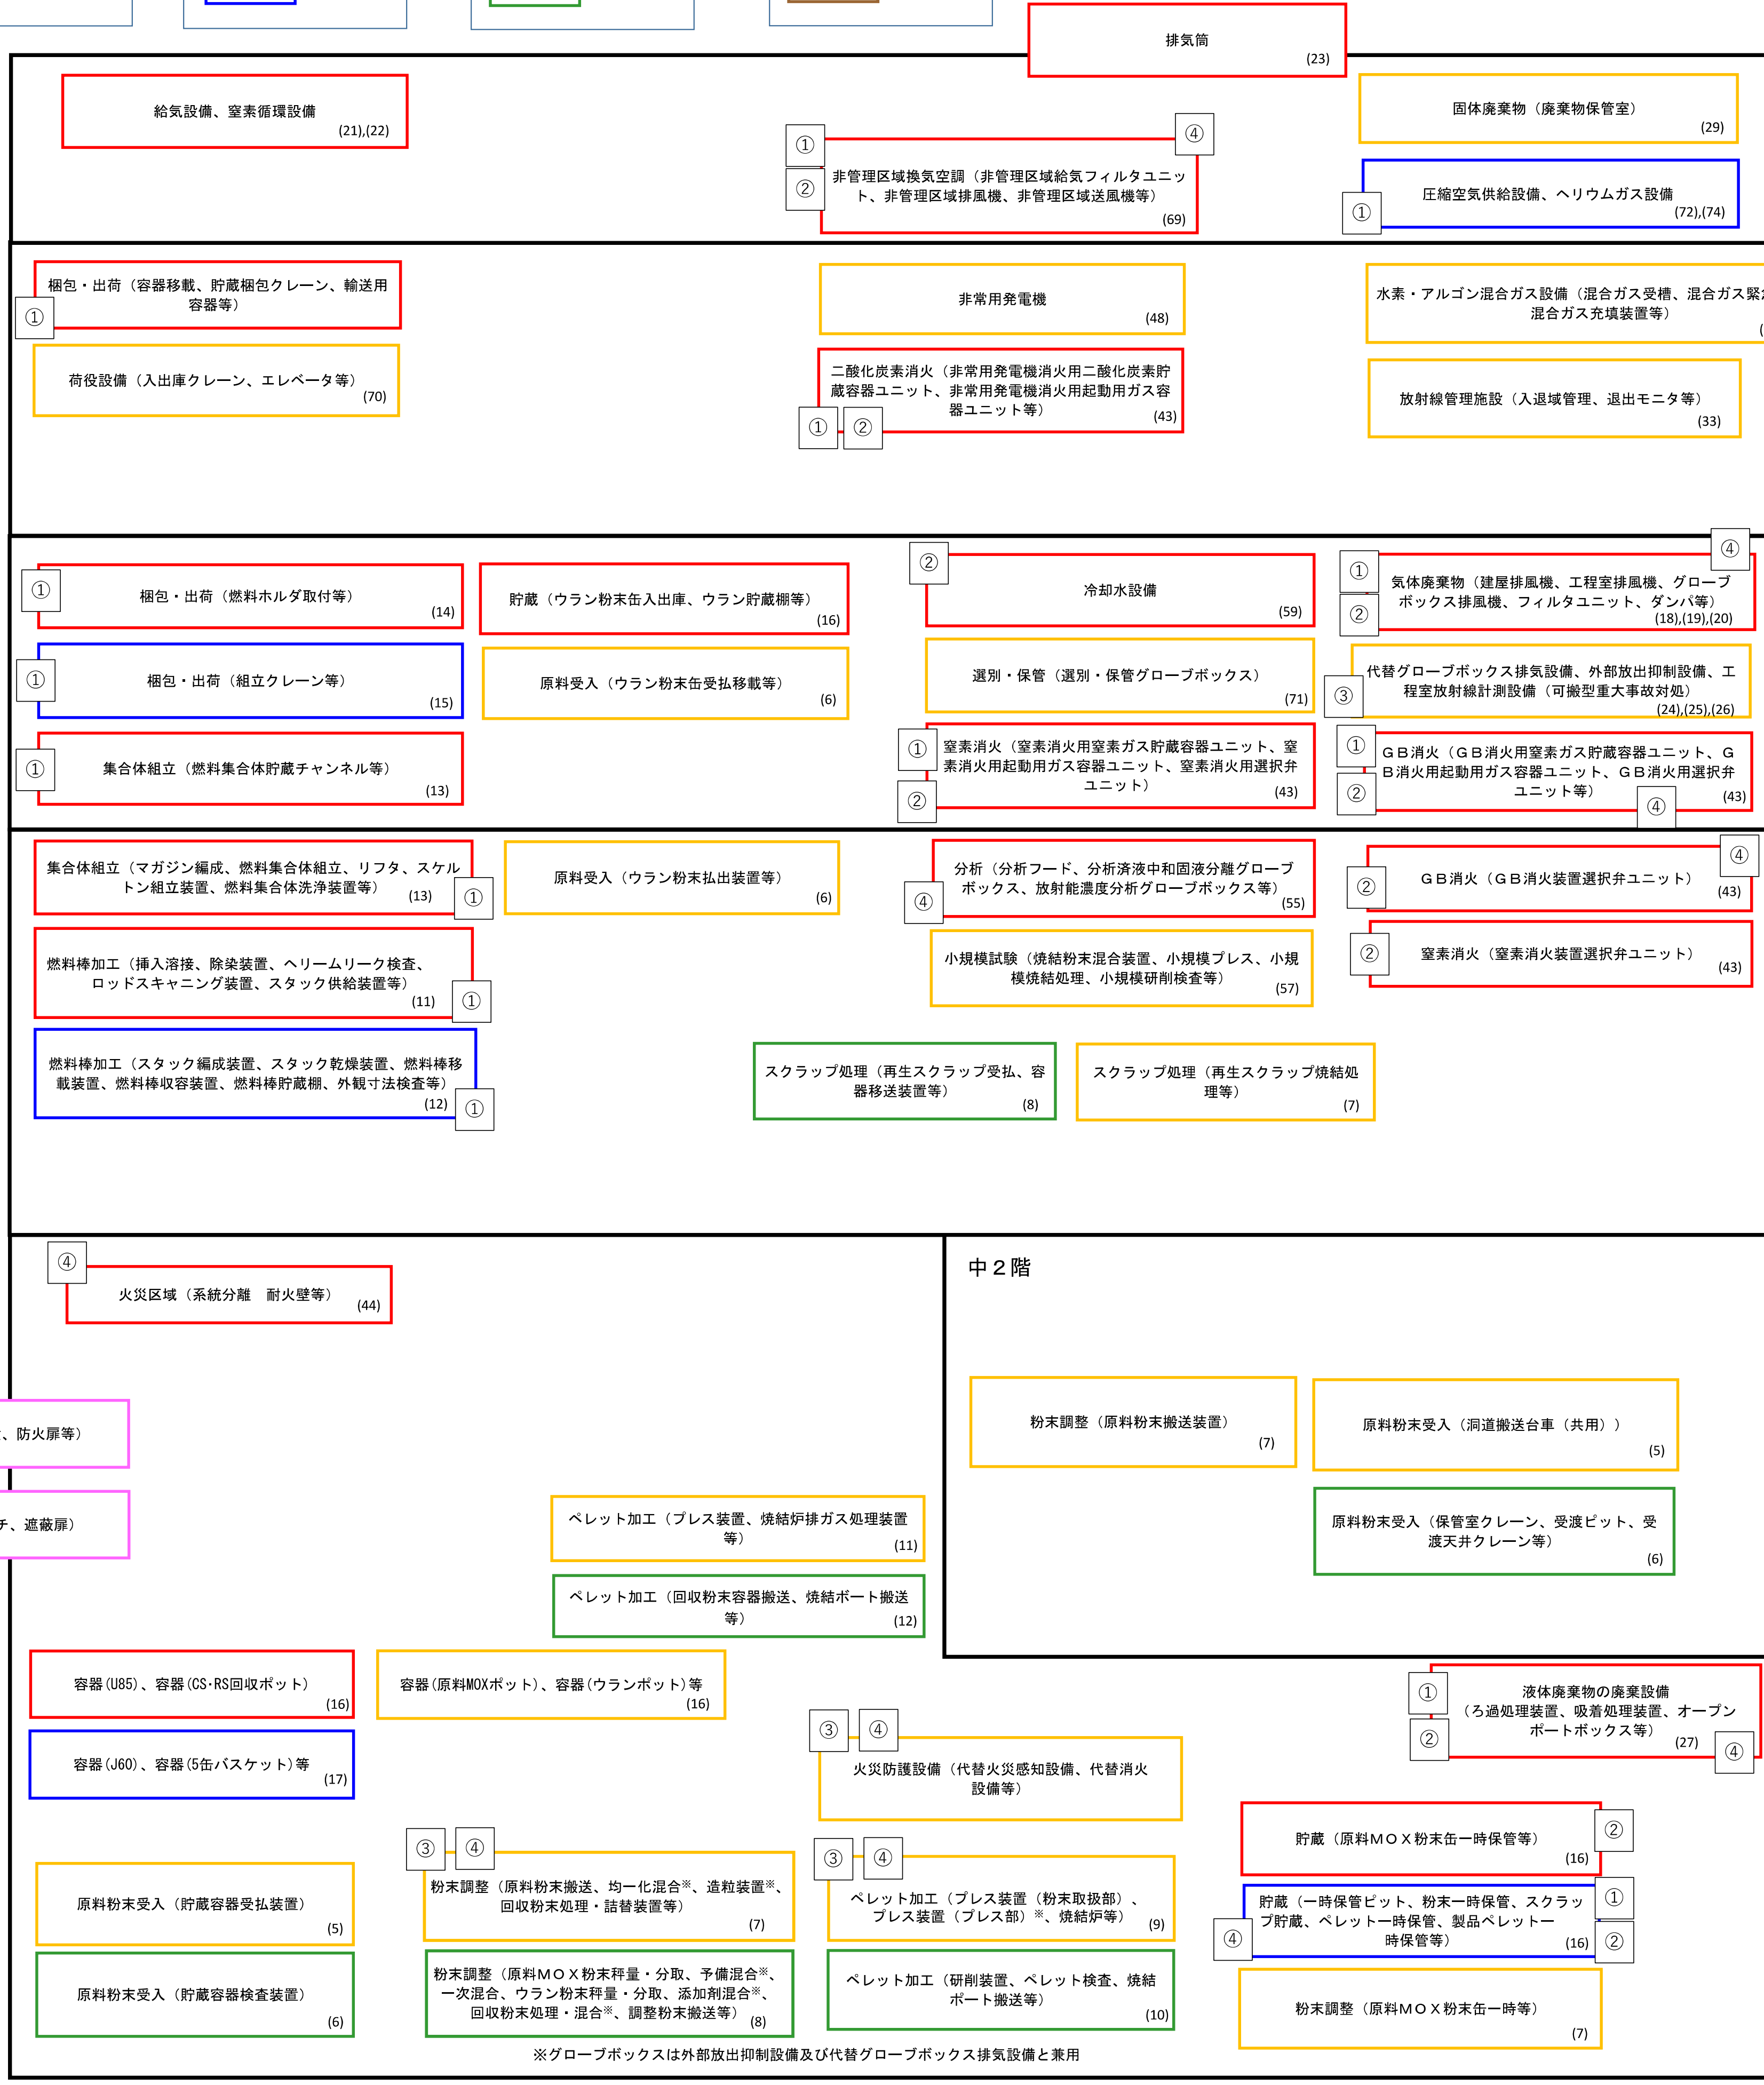 排気筒
(23)
給気設備、窒素循環設備
(21),(22)
固体廃棄物（廃棄物保管室）
(29)
①
④
②
非管理区域換気空調（非管理区域給気フィルタユニッ
ト、非管理区域排風機、非管理区域送風機等）
(69)
圧縮空気供給設備、ヘリウムガス設備
(72),(74)
①
梱包・出荷（容器移載、貯蔵梱包クレーン、輸送用
容器等）
①
非常用発電機
(48)
水素・アルゴン混合ガス設備（混合ガス受槽、混合ガス緊
混合ガス充填装置等）
(
荷役設備（入出庫クレーン、エレベータ等）
(70)
二酸化炭素消火（非常用発電機消火用二酸化炭素貯
蔵容器ユニット、非常用発電機消火用起動用ガス容
器ユニット等）
(43)
①
②
放射線管理施設（入退域管理、退出モニタ等）
(33)
①
梱包・出荷（燃料ホルダ取付等）
(14)
貯蔵（ウラン粉末缶入出庫、ウラン貯蔵棚等）
(16)
②
冷却水設備
(59)
①
④
②
気体廃棄物（建屋排風機、工程室排風機、グローブ
ボックス排風機、フィルタユニット、ダンパ等）
(18),(19),(20)
①
梱包・出荷（組立クレーン等）
(15)
原料受入（ウラン粉末缶受払移載等）
(6)
選別・保管（選別・保管グローブボックス）
(71)
③
代替グローブボックス排気設備、外部放出抑制設備、工
程室放射線計測設備（可搬型重大事故対処）
(24),(25),(26)
①
集合体組立（燃料集合体貯蔵チャンネル等）
(13)
①
②
窒素消火（窒素消火用窒素ガス貯蔵容器ユニット、窒
素消火用起動用ガス容器ユニット、窒素消火用選択弁
ユニット）
(43)
①
②
ＧＢ消火（ＧＢ消火用窒素ガス貯蔵容器ユニット、Ｇ
Ｂ消火用起動用ガス容器ユニット、ＧＢ消火用選択弁
ユニット等）
(43)
④
集合体組立（マガジン編成、燃料集合体組立、リフタ、スケル
トン組立装置、燃料集合体洗浄装置等）
(13)
①
原料受入（ウラン粉末払出装置等）
(6)
分析（分析フード、分析済液中和固液分離グローブ
ボックス、放射能濃度分析グローブボックス等）
(55)
④
④
②
ＧＢ消火（ＧＢ消火装置選択弁ユニット）
(43)
燃料棒加工（挿入溶接、除染装置、ヘリームリーク検査、
ロッドスキャニング装置、スタック供給装置等）
(11)
①
小規模試験（焼結粉末混合装置、小規模プレス、小規
模焼結処理、小規模研削検査等）
(57)
②
窒素消火（窒素消火装置選択弁ユニット）
(43)
燃料棒加工（スタック編成装置、スタック乾燥装置、燃料棒移
載装置、燃料棒収容装置、燃料棒貯蔵棚、外観寸法検査等）
(12)
①
スクラップ処理（再生スクラップ受払、容
器移送装置等）
(8)
スクラップ処理（再生スクラップ焼結処
理等）
(7)
④
火災区域（系統分離　耐火壁等）
(44)
中２階
、防火扉等）
チ、遮蔽扉）
粉末調整（原料粉末搬送装置）
(7)
原料粉末受入（洞道搬送台車（共用））
(5)
原料粉末受入（保管室クレーン、受渡ピット、受
渡天井クレーン等）
(6)
ペレット加工（プレス装置、焼結炉排ガス処理装置
等）
(11)
ペレット加工（回収粉末容器搬送、焼結ボート搬送
等）
(12)
容器(U85)、容器(CS･RS回収ポット)
(16)
容器(原料MOXポット)、容器(ウランポット)等
(16)
①
②
液体廃棄物の廃棄設備
（ろ過処理装置、吸着処理装置、オープン
ポートボックス等）
(27)
④
容器(J60)、容器(5缶バスケット)等
(17)
③
④
火災防護設備（代替火災感知設備、代替消火
設備等）
貯蔵（原料ＭＯＸ粉末缶一時保管等）
(16)
②
原料粉末受入（貯蔵容器受払装置）
(5)
③
④
粉末調整（原料粉末搬送、均一化混合※、造粒装置※、
回収粉末処理・詰替装置等）
(7)
③
④
ペレット加工（プレス装置（粉末取扱部）、
プレス装置（プレス部）※、焼結炉等）
(9)
貯蔵（一時保管ピット、粉末一時保管、スクラッ
プ貯蔵、ペレット一時保管、製品ペレット一
時保管等）
(16)
①
②
④
原料粉末受入（貯蔵容器検査装置）
(6)
粉末調整（原料ＭＯＸ粉末秤量・分取、予備混合※、
一次混合、ウラン粉末秤量・分取、添加剤混合※、
回収粉末処理・混合※、調整粉末搬送等）
(8)
ペレット加工（研削装置、ペレット検査、焼結
ボート搬送等）
(10)
粉末調整（原料ＭＯＸ粉末缶一時等）
(7)
※グローブボックスは外部放出抑制設備及び代替グローブボックス排気設備と兼用